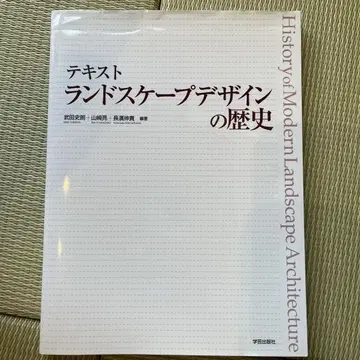 テキスト
ランドスケープデザイン
の歴史
武田史朗＋山崎亮＋長濱伸貴 編著
History of Modern Landscape Architecture
学芸出版社